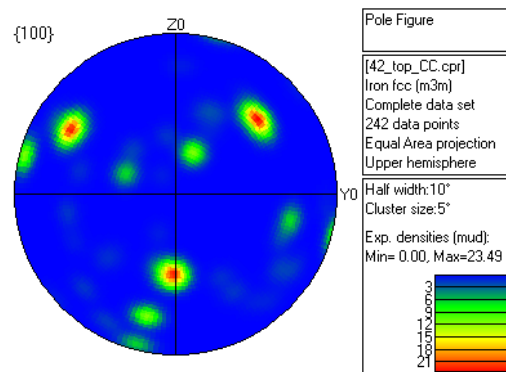 {100}
Z0
Y0
Pole Figure
[42_top_CC.cpr]
Iron fcc (m3m)
Complete data set
242 data points
Equal Area projection
Upper hemisphere
Half width:10°
Cluster size:5°
Exp. densities (mud):
Min= 0.00, Max=23.49
3
6
9
12
15
18
21